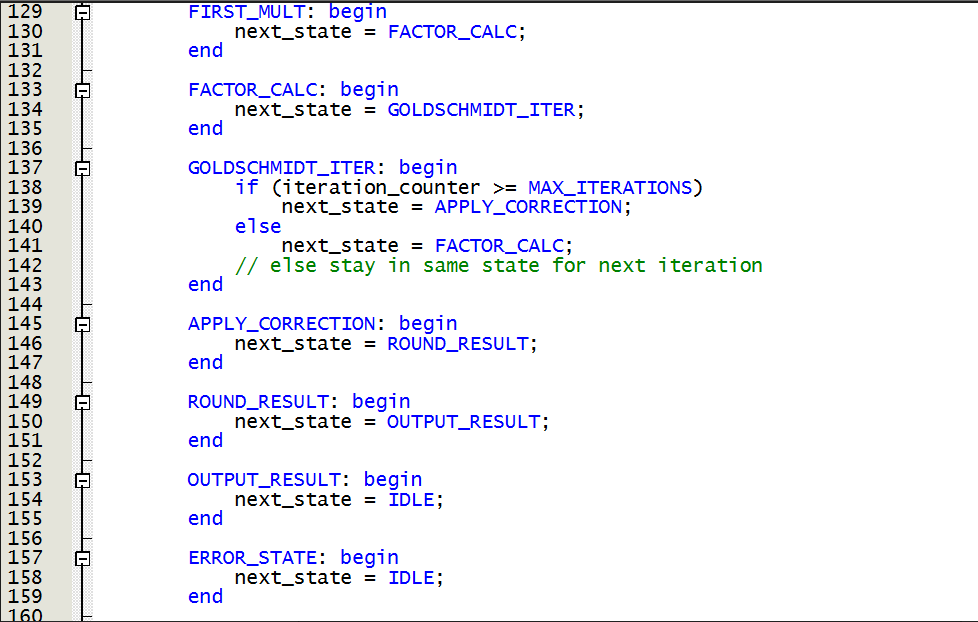 129 FIRST_MULT: begin
130 next_state = FACTOR_CALC;
131 end
132
133 FACTOR_CALC: begin
134 next_state = GOLDSCHMIDT_ITER;
135 end
136
137 GOLDSCHMIDT_ITER: begin
138 if (iteration_counter >= MAX_ITERATIONS)
139 next_state = APPLY_CORRECTION;
140 else
141 next_state = FACTOR_CALC;
142 // else stay in same state for next iteration
143 end
144
145 APPLY_CORRECTION: begin
146 next_state = ROUND_RESULT;
147 end
148
149 ROUND_RESULT: begin
150 next_state = OUTPUT_RESULT;
151 end
152
153 OUTPUT_RESULT: begin
154 next_state = IDLE;
155 end
156
157 ERROR_STATE: begin
158 next_state = IDLE;
159 end
160